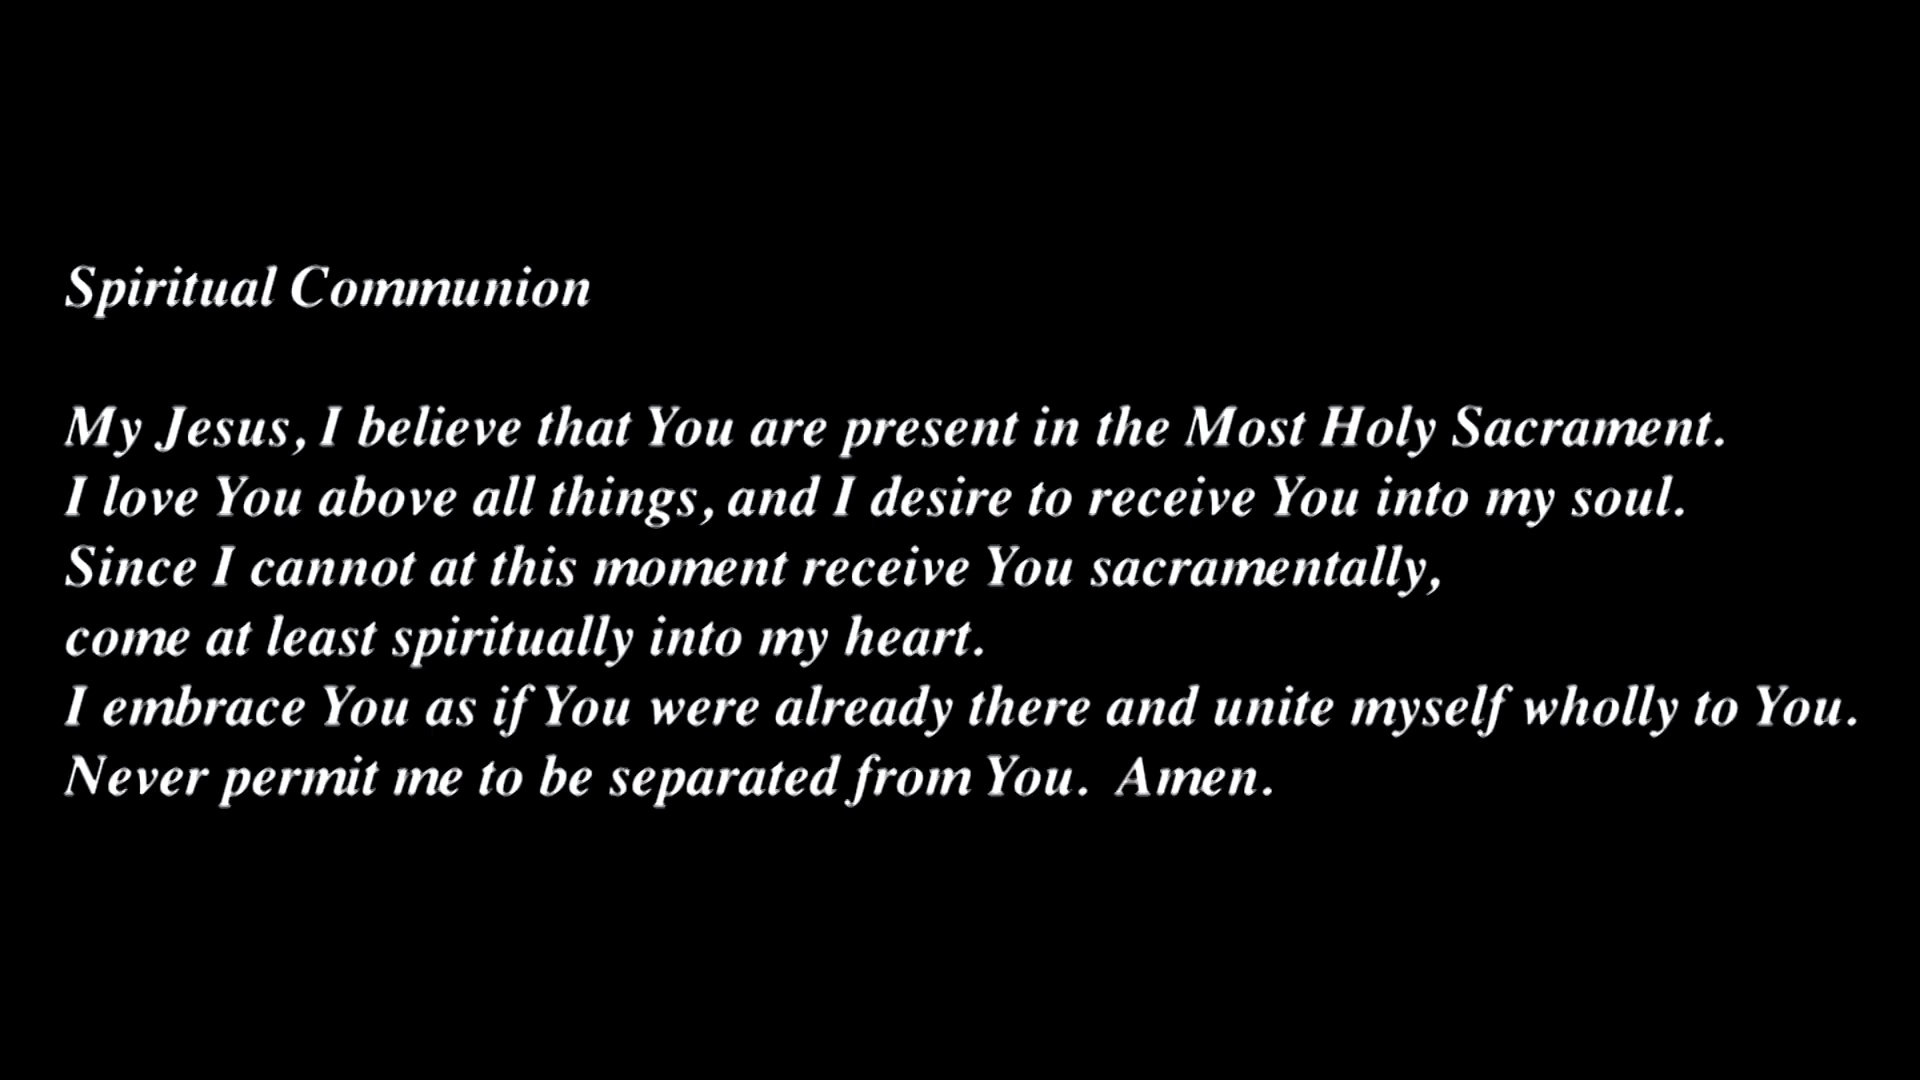 Spiritual Communion
My Jesus, I believe that You are present in the Most Holy Sacrament.
I love You above all things, and I desire to receive You into my soul.
Since I cannot at this moment receive You sacramentally,
come at least spiritually into my heart.
I embrace You as if You were already there and unite myself wholly to You.
Never permit me to be separated from You.  Amen.